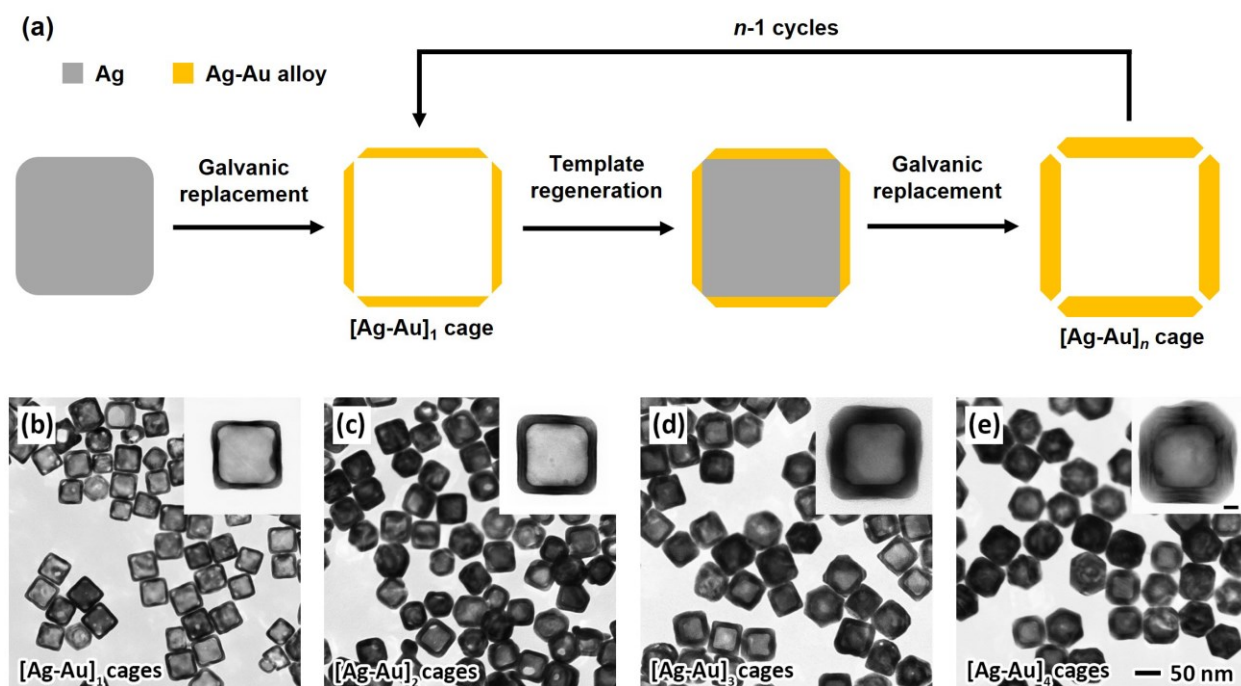 (a)
n-1 cycles
Ag
Ag-Au alloy
Galvanic
replacement
Template
regeneration
Galvanic
replacement
[Ag-Au]1 cage
[Ag-Au]n cage
(b)
(c)
(d)
(e)
[Ag-Au]1 cages
[Ag-Au]2 cages
[Ag-Au]3 cages
[Ag-Au]4 cages
50 nm